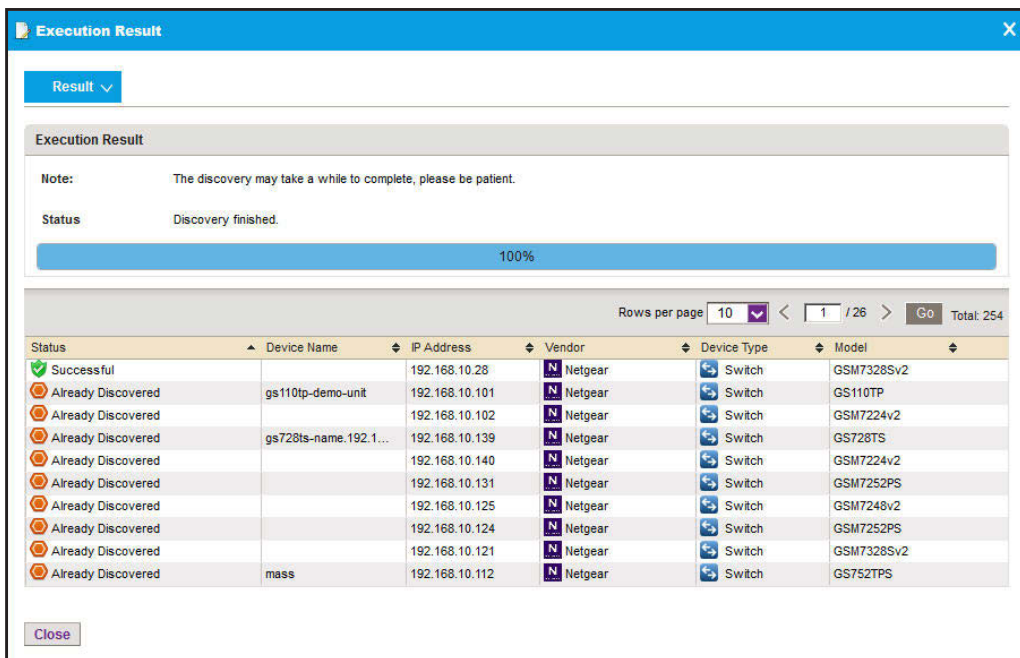 Execution Result X
Result
Execution Result
Note: The discovery may take a while to complete, please be patient.
Status Discovery finished.
100%
Rows per page 10 < 1 / 26 > Go Total: 254
Status Device Name IP Address Vendor Device Type Model
Successful 192.168.10.28 N Netgear Switch GSM7328Sv2
Already Discovered gs110tp-demo-unit 192.168.10.101 N Netgear Switch GS110TP
Already Discovered 192.168.10.102 N Netgear Switch GSM7224v2
Already Discovered gs728ts-name.192.1... 192.168.10.139 N Netgear Switch GS728TS
Already Discovered 192.168.10.140 N Netgear Switch GSM7224v2
Already Discovered 192.168.10.131 N Netgear Switch GSM7252PS
Already Discovered 192.168.10.125 N Netgear Switch GSM7248v2
Already Discovered 192.168.10.124 N Netgear Switch GSM7252PS
Already Discovered 192.168.10.121 N Netgear Switch GSM7328Sv2
Already Discovered mass 192.168.10.112 N Netgear Switch GS752TPS
Close